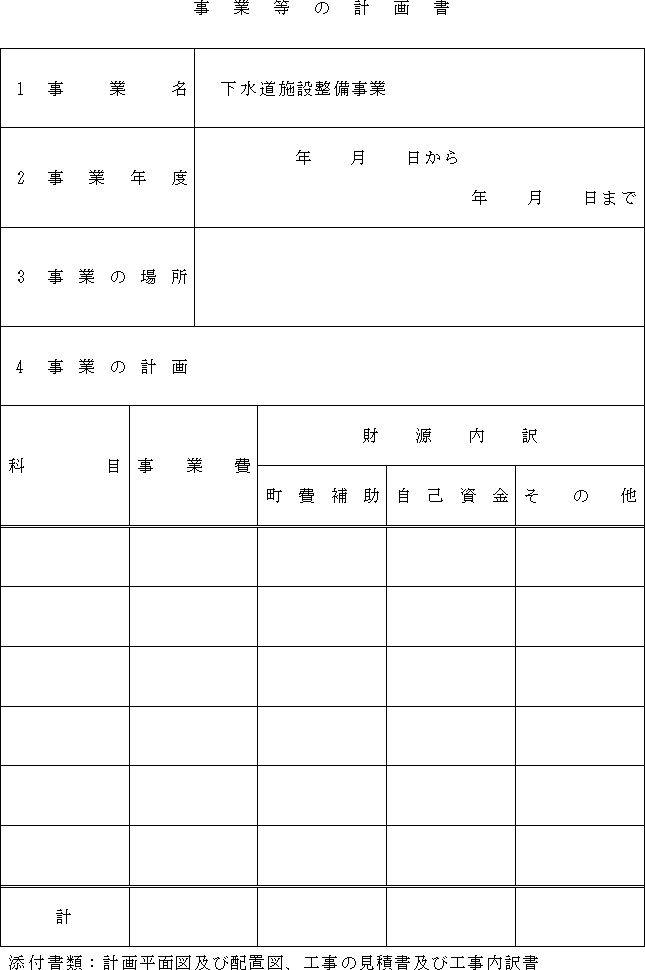 事業等の計画書
1 事業名 下水道施設整備事業
2 事業年度 年 月 日から
年 月 日まで
3 事業の場所
4 事業の計画
科目 事業費 財源内訳
町費補助 自己資金 その他
計
添付書類：計画平面図及び配置図、工事の見積書及び工事内訳書